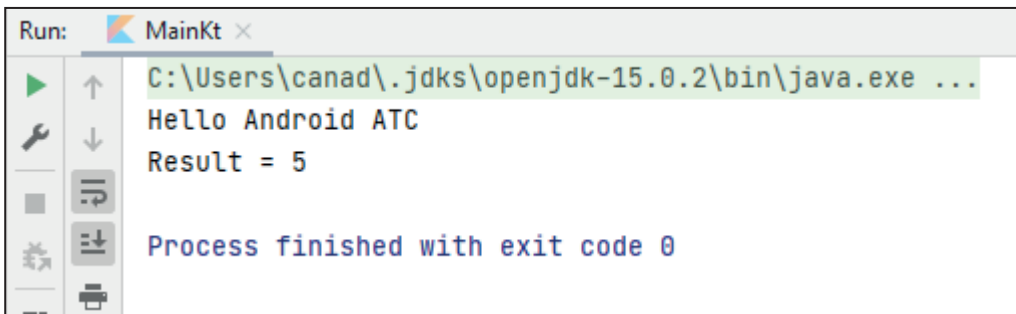 Run: MainKt
C:\Users\canad\.jdks\openjdk-15.0.2\bin\java.exe ...
Hello Android ATC
Result = 5
Process finished with exit code 0